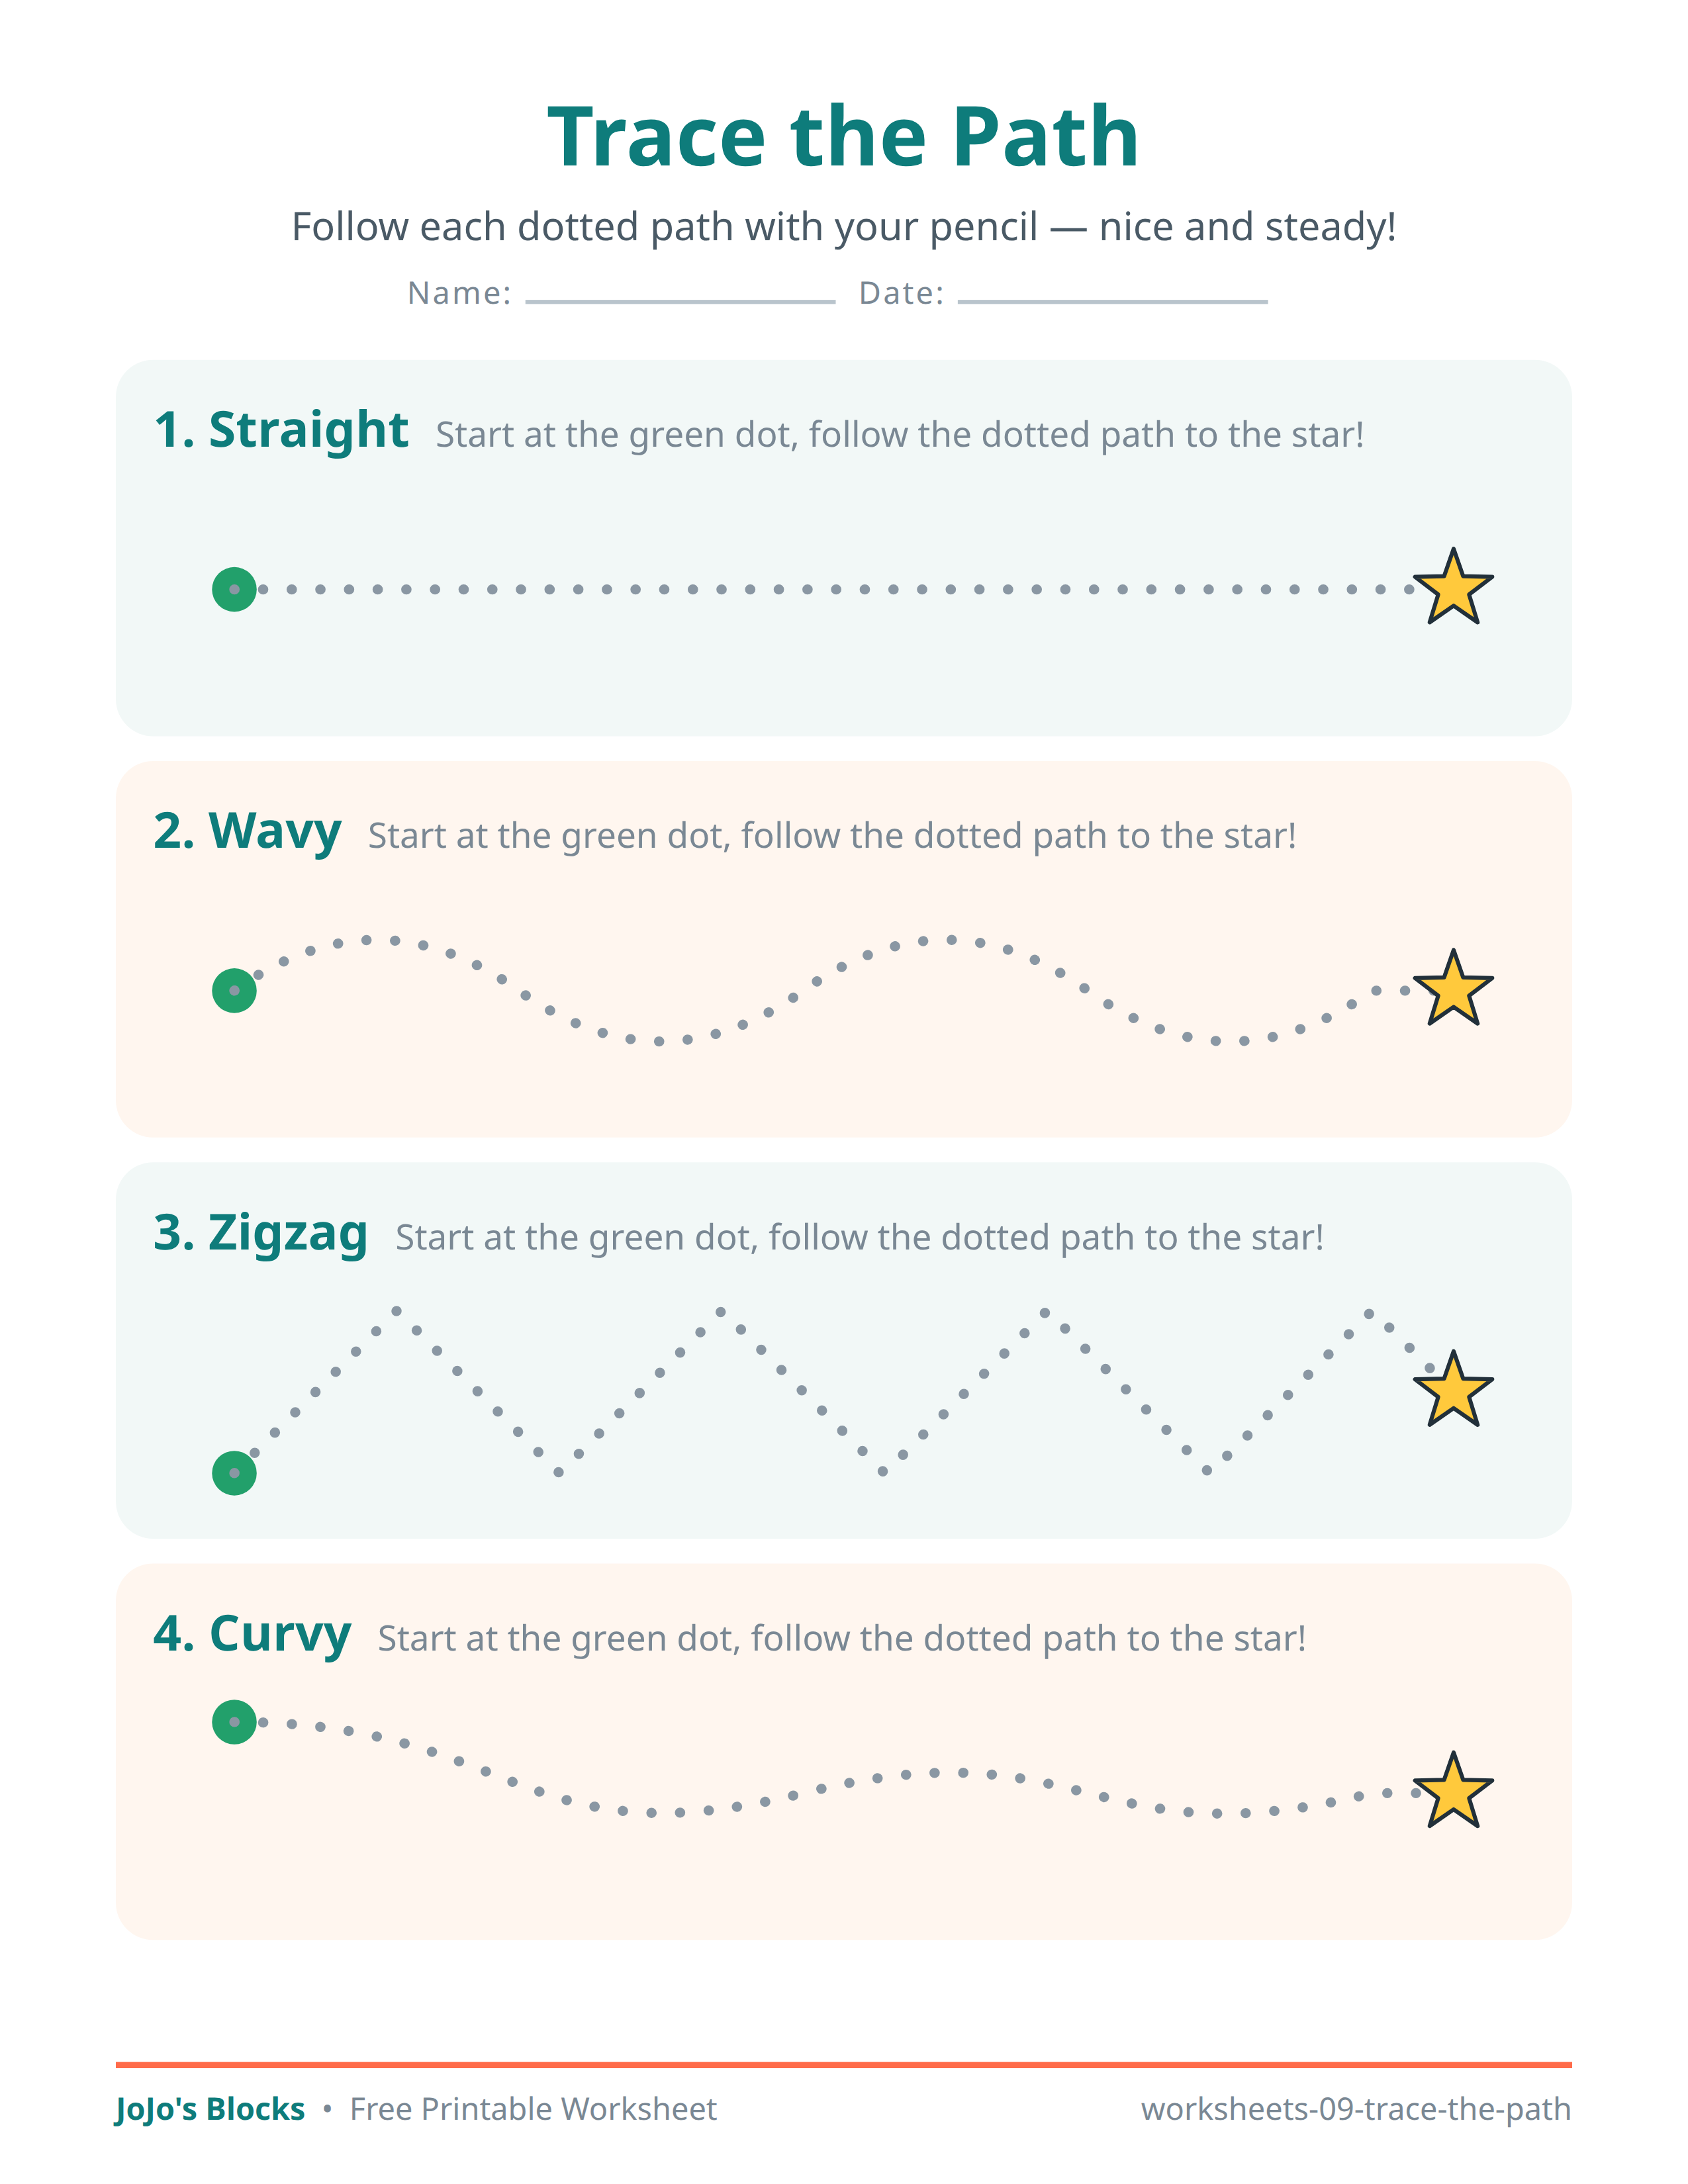 Trace the Path
Follow each dotted path with your pencil — nice and steady!
Name: Date:
1. Straight Start at the green dot, follow the dotted path to the star!
2. Wavy Start at the green dot, follow the dotted path to the star!
3. Zigzag Start at the green dot, follow the dotted path to the star!
4. Curvy Start at the green dot, follow the dotted path to the star!
JoJo's Blocks • Free Printable Worksheet worksheets-09-trace-the-path